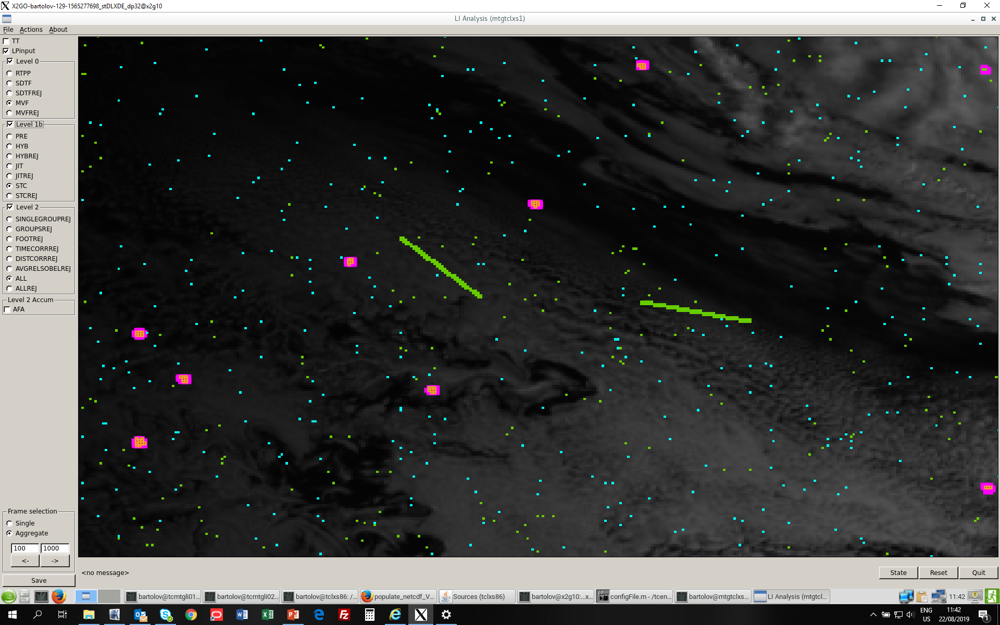 X2GO-bartolov-129-1565277698_stDLXDE_dp32@x2g10
LI Analysis (mtgtclxs1)
File Actions About
TT
LPinput
Level 0
RTPP
SDTF
SDTFREJ
MVF
MVFREJ
Level 1b
PRE
HYB
HYBREJ
JIT
JITREJ
STC
STCREJ
Level 2
SINGLEGROUPREJ
GROUPSREJ
FOOTREJ
TIMECORRREJ
DISTCORRREJ
AVGRELSOBELREJ
ALL
ALLREJ
Level 2 Accum
AFA
Frame selection
Single
Aggregate
100 1000
<- ->
Save
<no message>
State Reset Quit
bartolov@tcmtgli01... bartolov@tcmtgli02... bartolov@tclxs86: /... populate_netcdf_V... Sources (tclxs86) bartolov@x2g10:...x... configFile.m - /tcen... bartolov@mtgtclxs... LI Analysis (mtgtcl... 11:42
ENG
US
11:42
22/08/2019
1